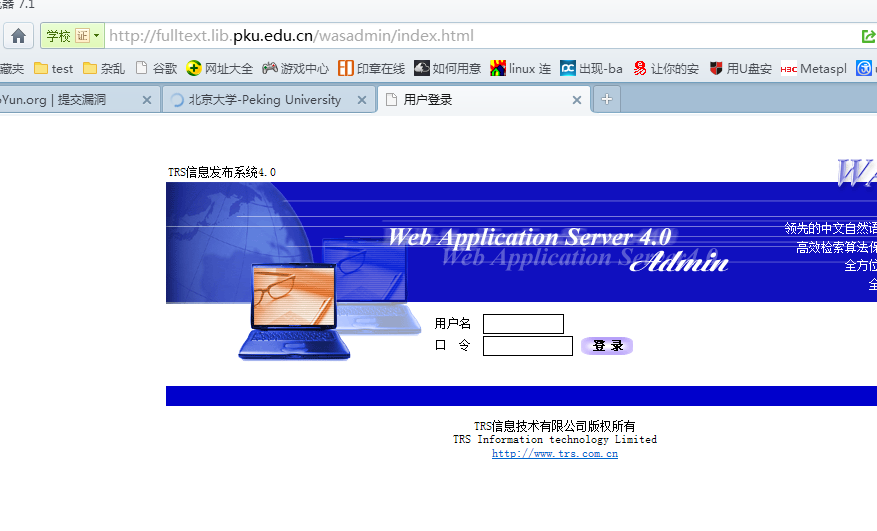 器 7.1
学校 证 http://fulltext.lib.pku.edu.cn/wasadmin/index.html
藏夹 test 杂乱 谷歌 网址大全 游戏中心 印章在线 如何用意 linux 连 出现-ba 让你的安 用U盘安 H3C Metaspl
Yun.org | 提交漏洞 北京大学-Peking University 用户登录
TRS信息发布系统4.0
WA
Web Application Server 4.0
Web Application Server 4.0
Admin
领先的中文自然语
高效检索算法保
全方位
全
用户名
口 令 登 录
TRS信息技术有限公司版权所有
TRS Information technology Limited
http://www.trs.com.cn